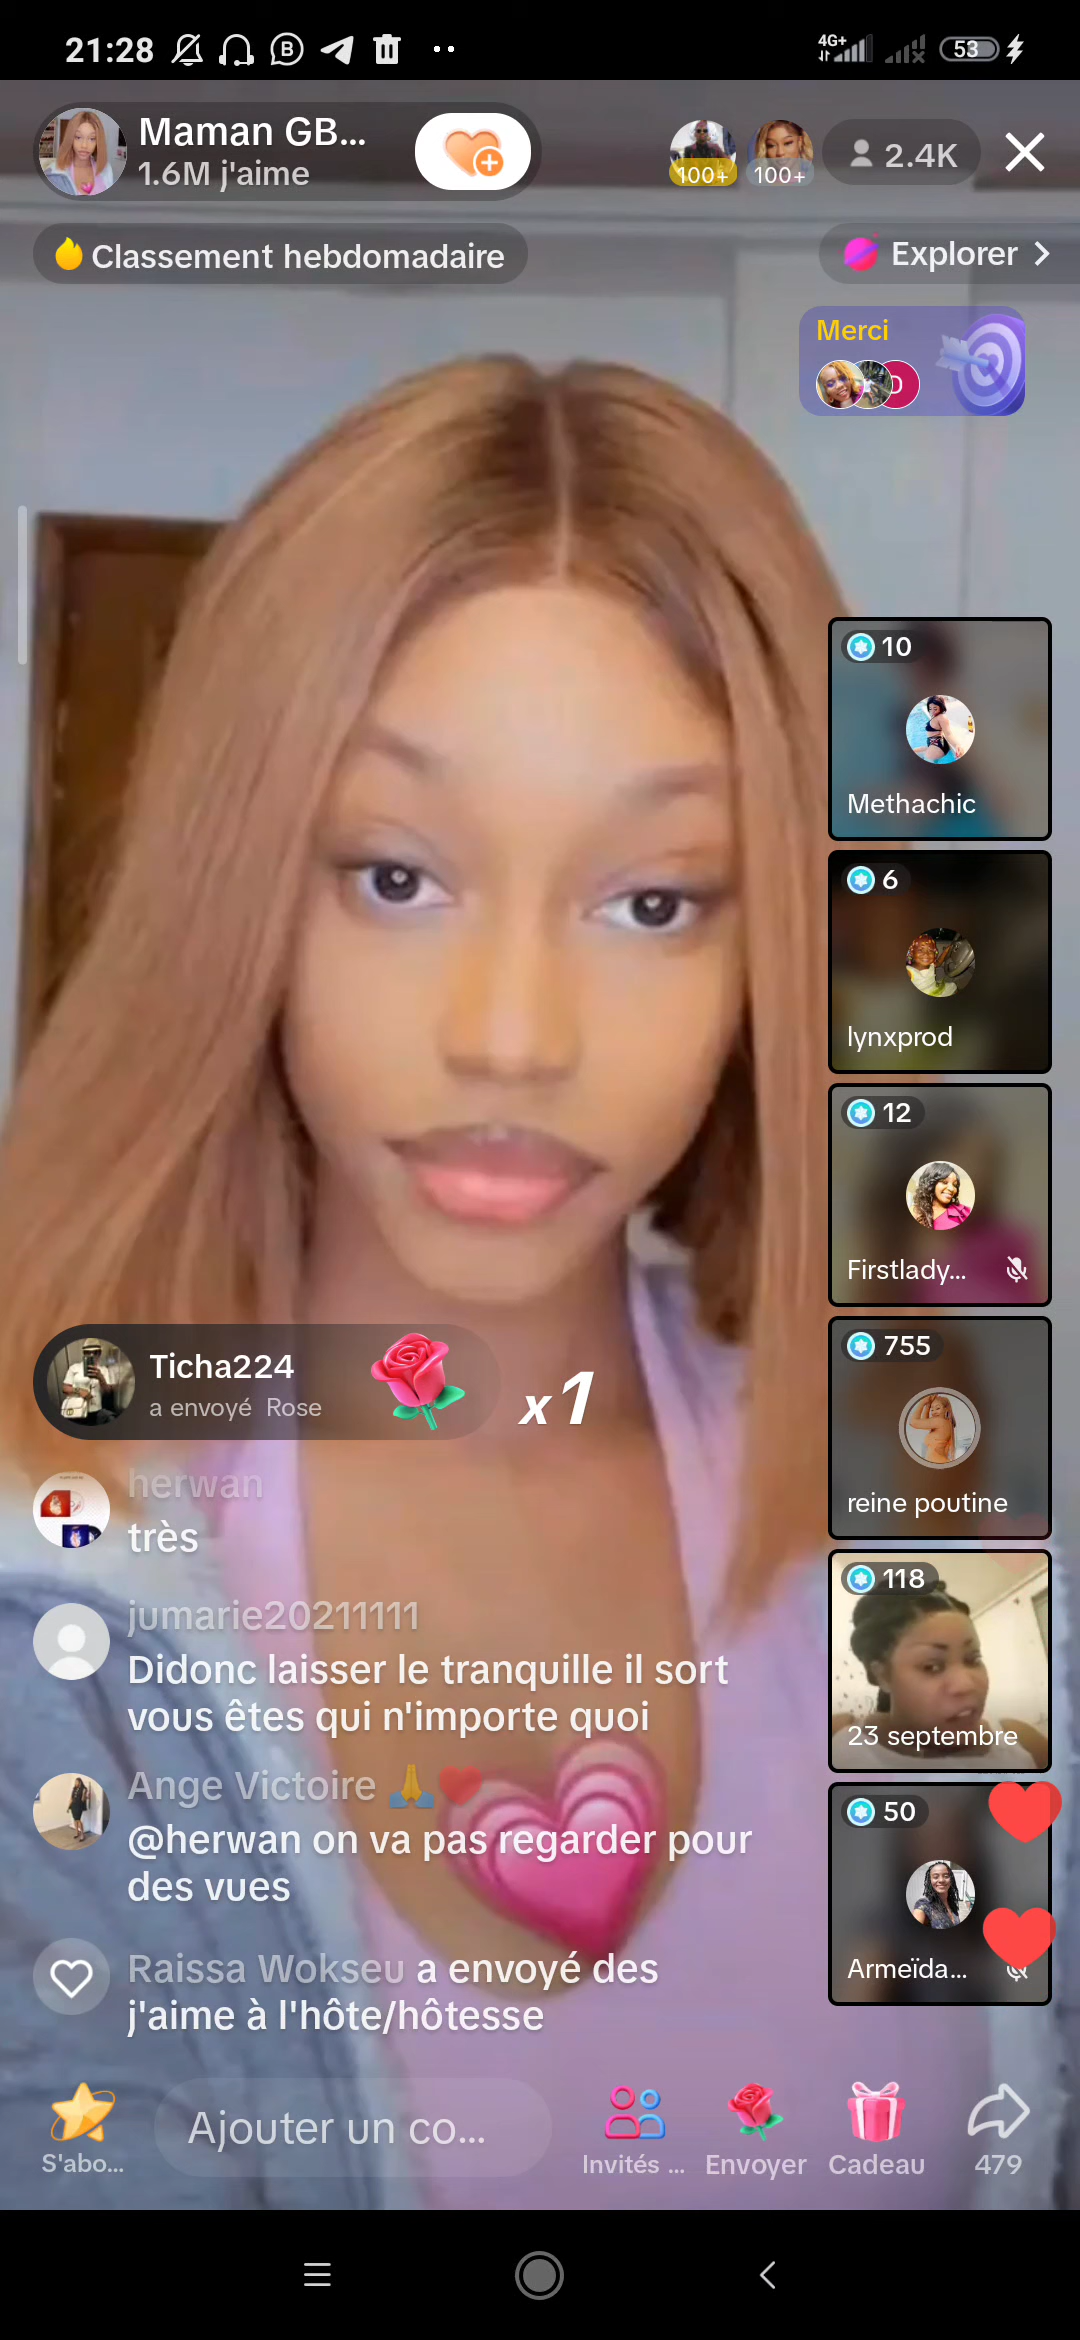 21:28
4G+
53
Maman GB...
1.6M j'aime
100+
100+
2.4K
Classement hebdomadaire
Explorer
Merci
D
10
Methachic
6
lynxprod
12
Firstlady...
755
reine poutine
118
23 septembre
50
Armeïda...
Ticha224
a envoyé Rose
x1
herwan
très
jumarie20211111
Didonc laisser le tranquille il sort
vous êtes qui n'importe quoi
Ange Victoire 🙏❤️
@herwan on va pas regarder pour
des vues
Raissa Wokseu a envoyé des
j'aime à l'hôte/hôtesse
S'abo...
Ajouter un co...
Invités ...
Envoyer
Cadeau
479